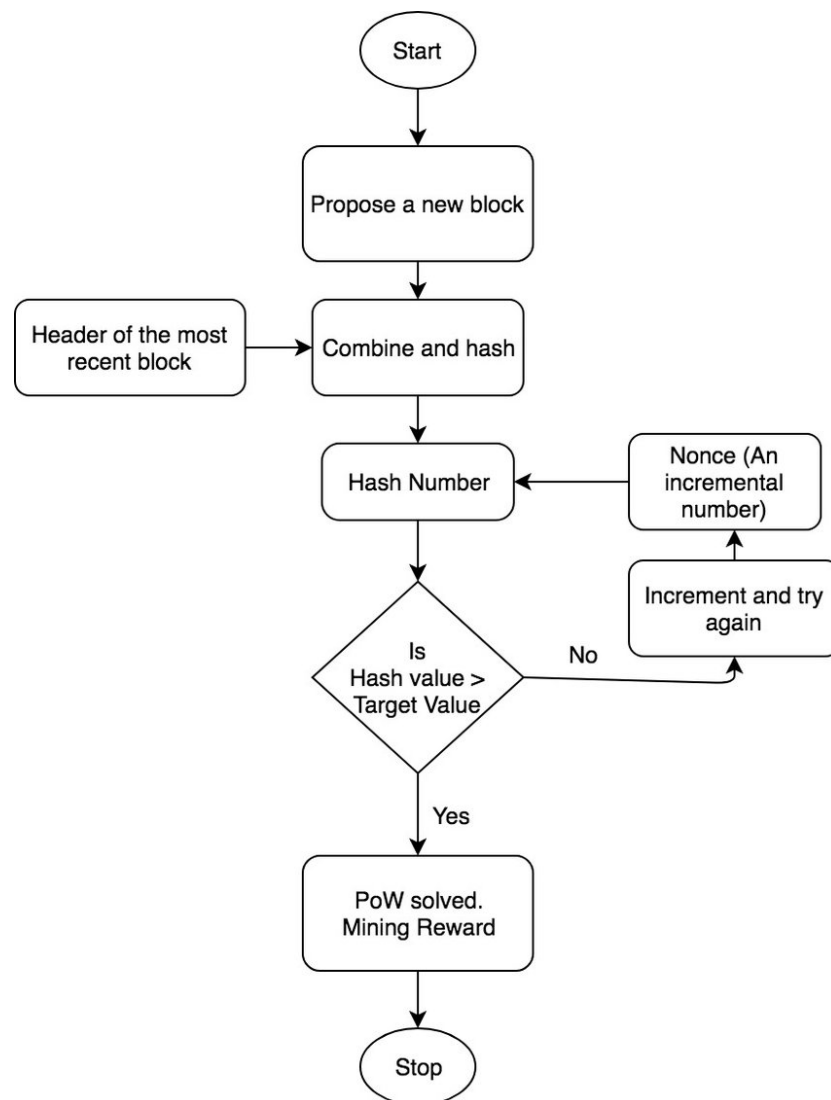 Start
Propose a new block
Header of the most
recent block
Combine and hash
Hash Number
Nonce (An
incremental
number)
Increment and try
again
Is
Hash value >
Target Value
No
Yes
PoW solved.
Mining Reward
Stop